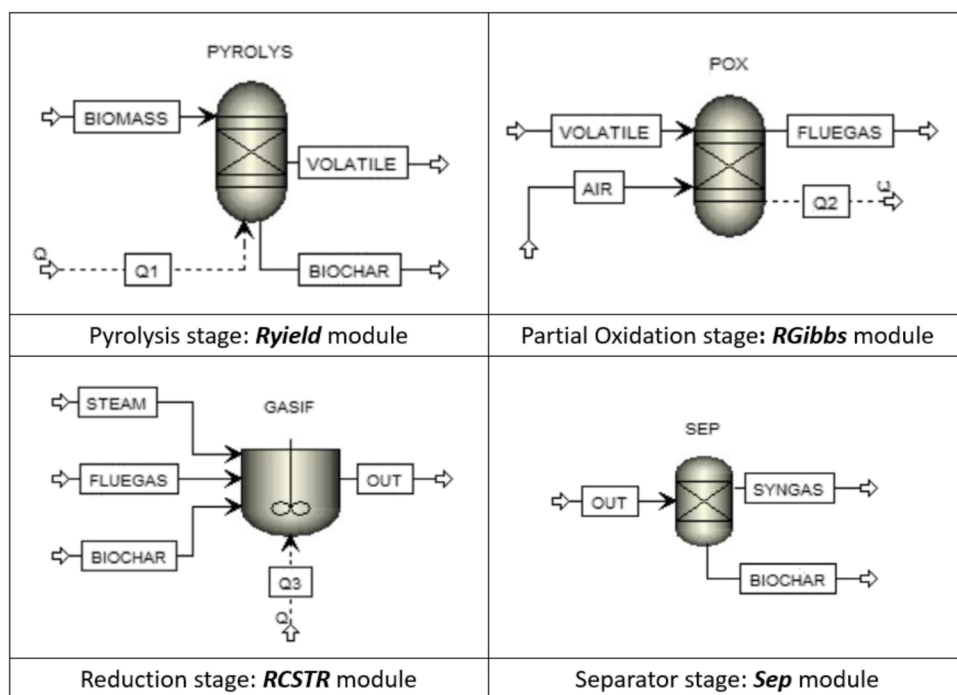 PYROLYS
BIOMASS
VOLATILE
Q
Q1
BIOCHAR
Pyrolysis stage: Ryield module
POX
VOLATILE
FLUEGAS
AIR
Q2
Q
Partial Oxidation stage: RGibbs module
STEAM
GASIF
FLUEGAS
OUT
BIOCHAR
Q3
Q
Reduction stage: RCSTR module
SEP
OUT
SYNGAS
BIOCHAR
Separator stage: Sep module